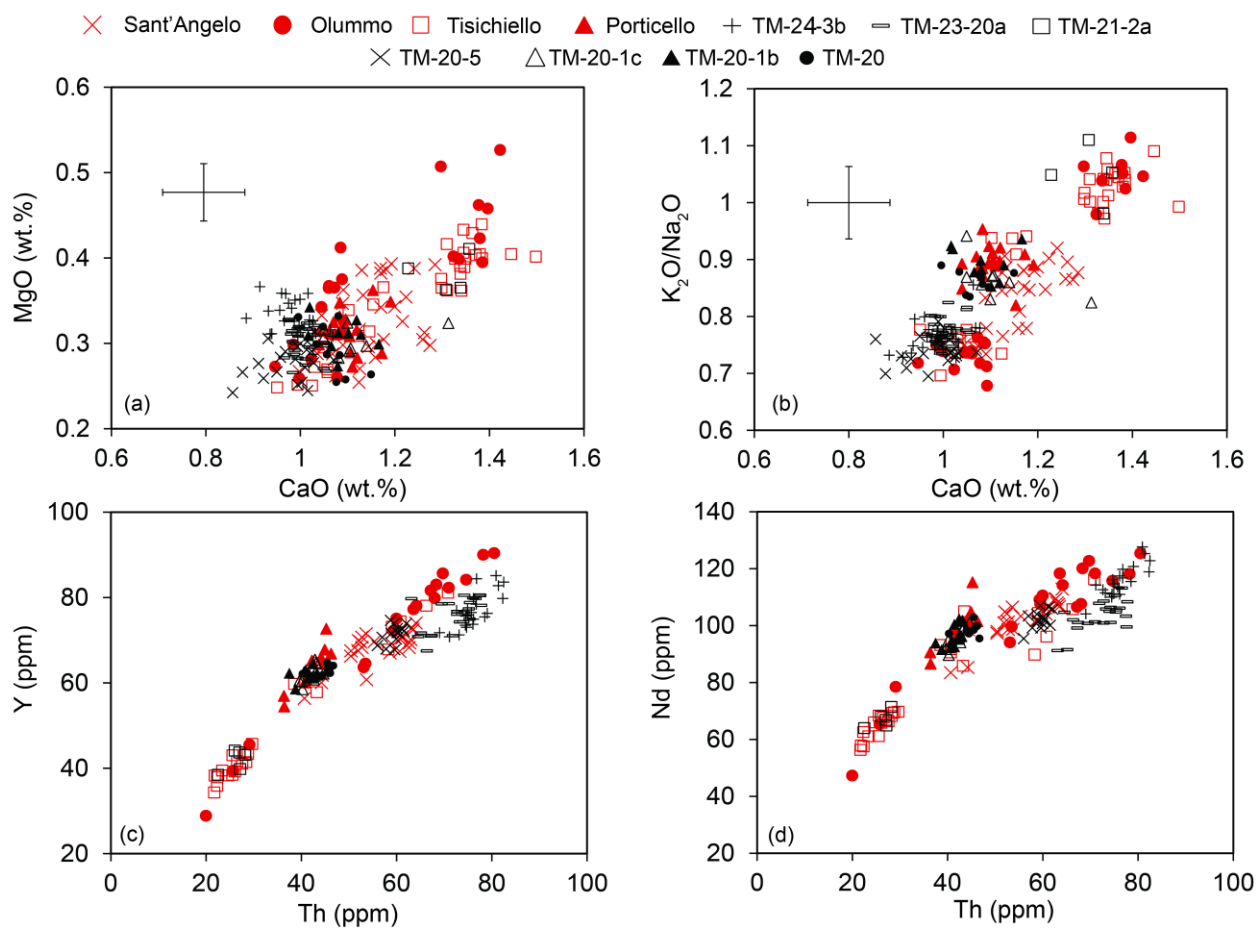 Sant'Angelo Olummo Tisichiello Porticello TM-24-3b TM-23-20a TM-21-2a
TM-20-5 TM-20-1c TM-20-1b TM-20
0.6
0.5
0.4
0.3
0.2
MgO (wt.%)
(a)
0.6 0.8 1 1.2 1.4 1.6
CaO (wt.%)
1.2
1.1
1.0
0.9
0.8
0.7
0.6
K₂O/Na₂O
(b)
0.6 0.8 1 1.2 1.4 1.6
CaO (wt.%)
100
80
60
40
20
Y (ppm)
(c)
0 20 40 60 80 100
Th (ppm)
140
120
100
80
60
40
20
Nd (ppm)
(d)
0 20 40 60 80 100
Th (ppm)